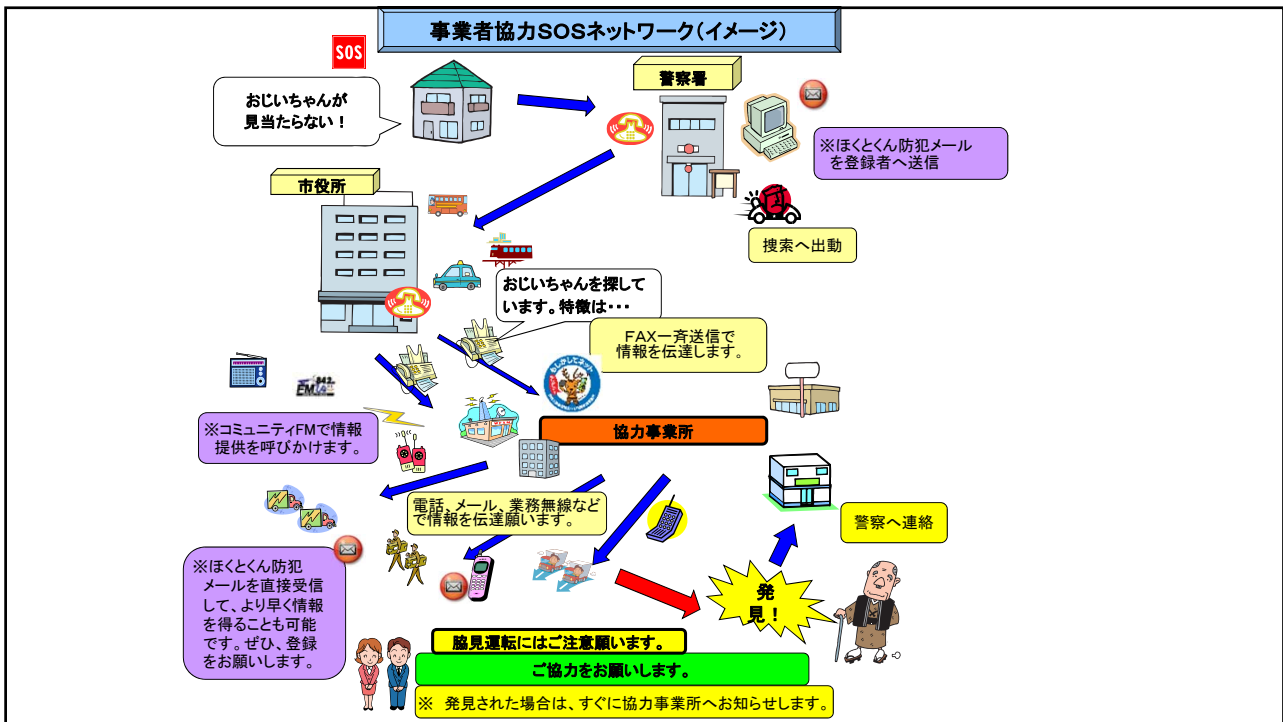 事業者協力SOSネットワーク(イメージ)
SOS
おじいちゃんが
見当たらない！
警察署
※ほくとくん防犯メール
を登録者へ送信
捜索へ出動
市役所
おじいちゃんを探して
います。特徴は・・・
FAX一斉送信で
情報を伝達します。
FM
※コミュニティFMで情報
提供を呼びかけます。
協力事業所
電話、メール、業務無線など
で情報を伝達願います。
警察へ連絡
発
見！
※ほくとくん防犯
メールを直接受信
して、より早く情報
を得ることも可能
です。ぜひ、登録
をお願いします。
脇見運転にはご注意願います。
ご協力をお願いします。
※ 発見された場合は、すぐに協力事業所へお知らせします。